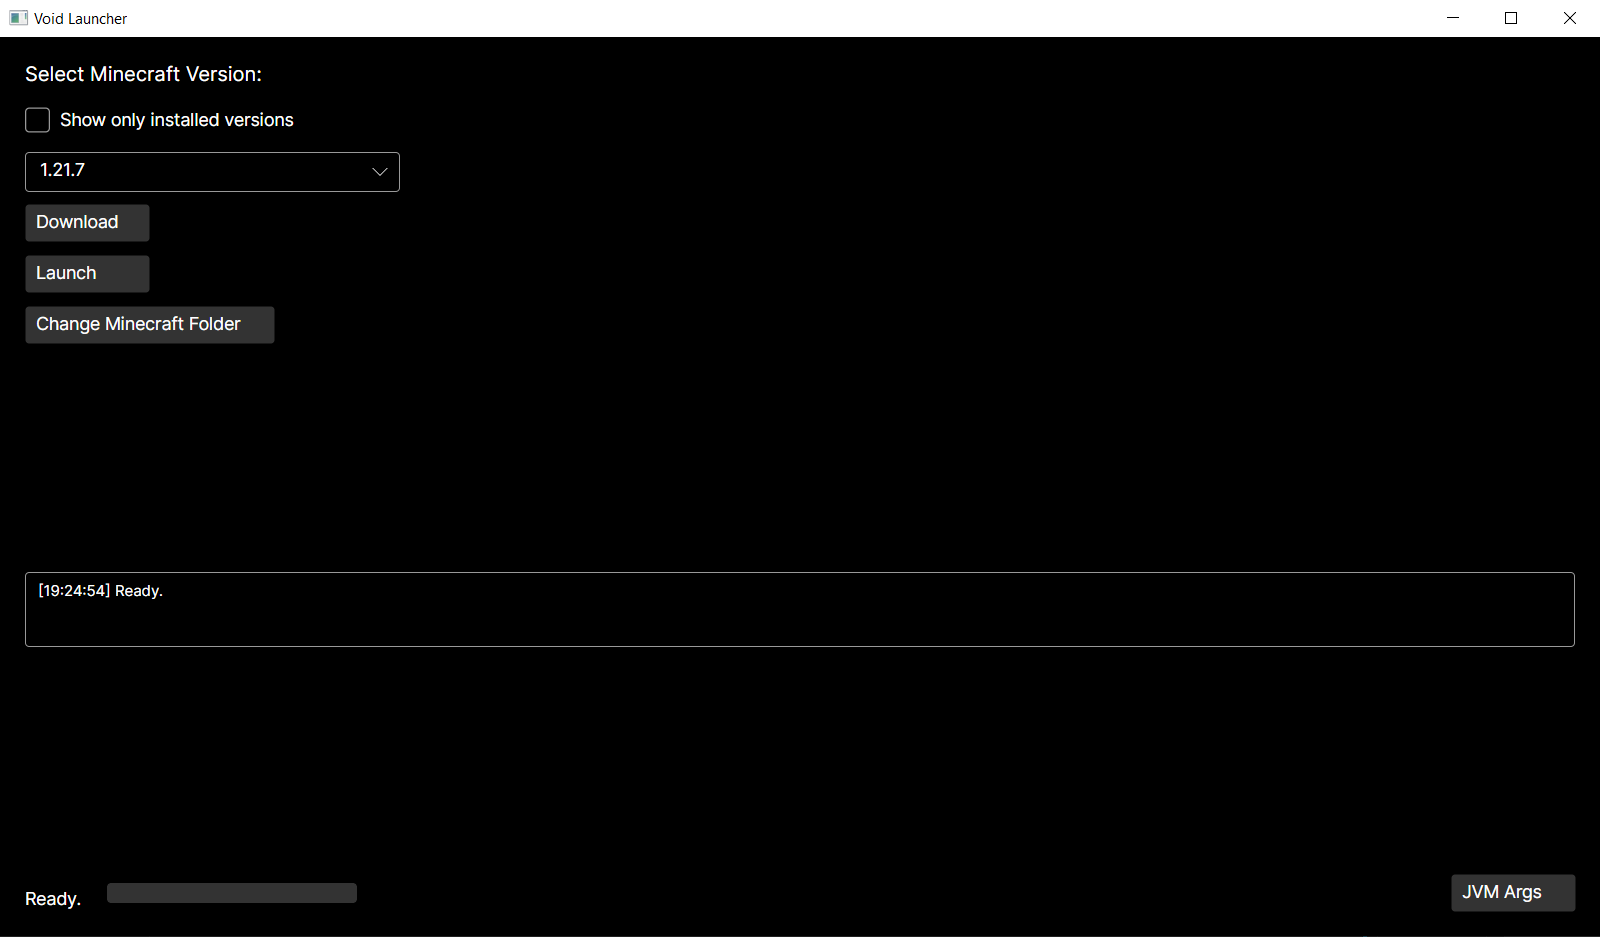 Void Launcher
Select Minecraft Version:
Show only installed versions
1.21.7
Download
Launch
Change Minecraft Folder
[19:24:54] Ready.
Ready.
JVM Args